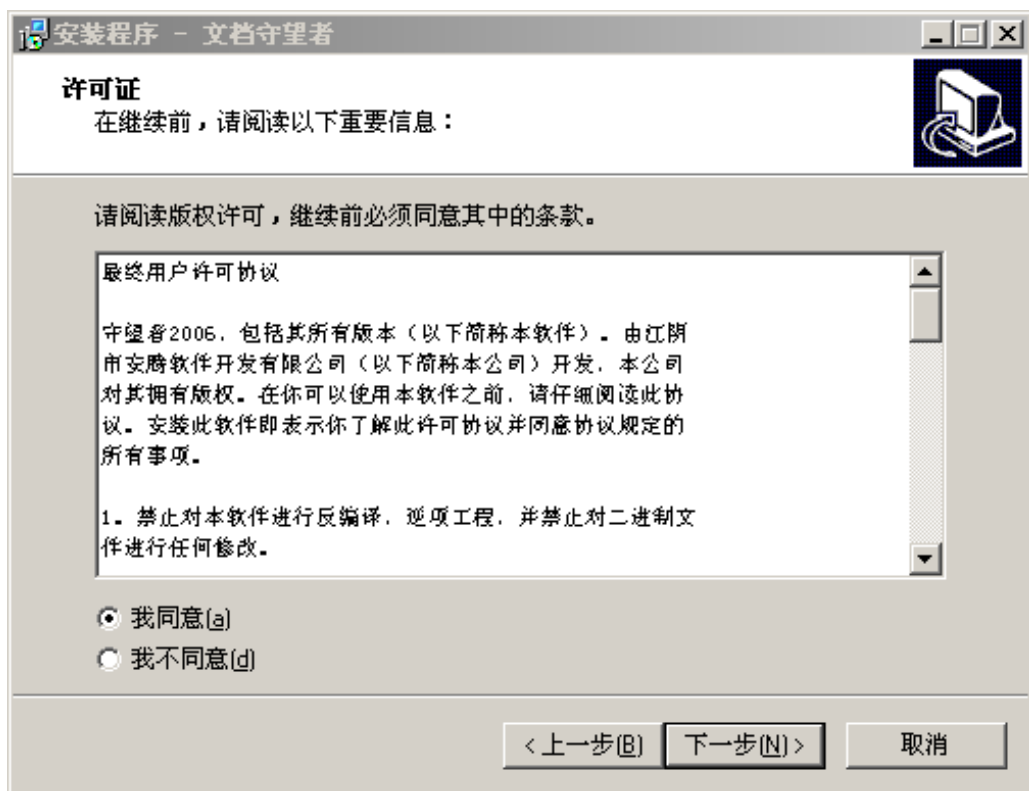 安装程序 - 文档守望者
许可证
在继续前，请阅读以下重要信息：
请阅读版权许可，继续前必须同意其中的条款。
最终用户许可协议
守望者2006，包括其所有版本（以下简称本软件）。由江阴
市安腾软件开发有限公司（以下简称本公司）开发，本公司
对其拥有版权。在你可以使用本软件之前，请仔细阅读此协
议。安装此软件即表示你了解此许可协议并同意协议规定的
所有事项。
1。禁止对本软件进行反编译，逆项工程，并禁止对二进制文
件进行任何修改。
我同意(a)
我不同意(d)
<上一步(B) 下一步(N)> 取消